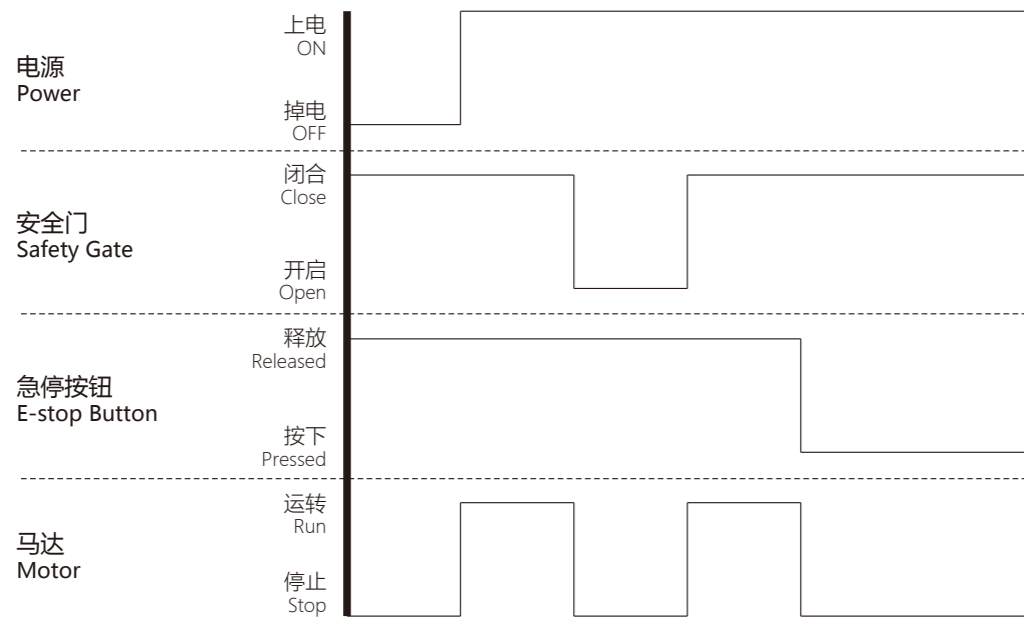 电源
Power
上电
ON
掉电
OFF
安全门
Safety Gate
闭合
Close
开启
Open
急停按钮
E-stop Button
释放
Released
按下
Pressed
马达
Motor
运转
Run
停止
Stop